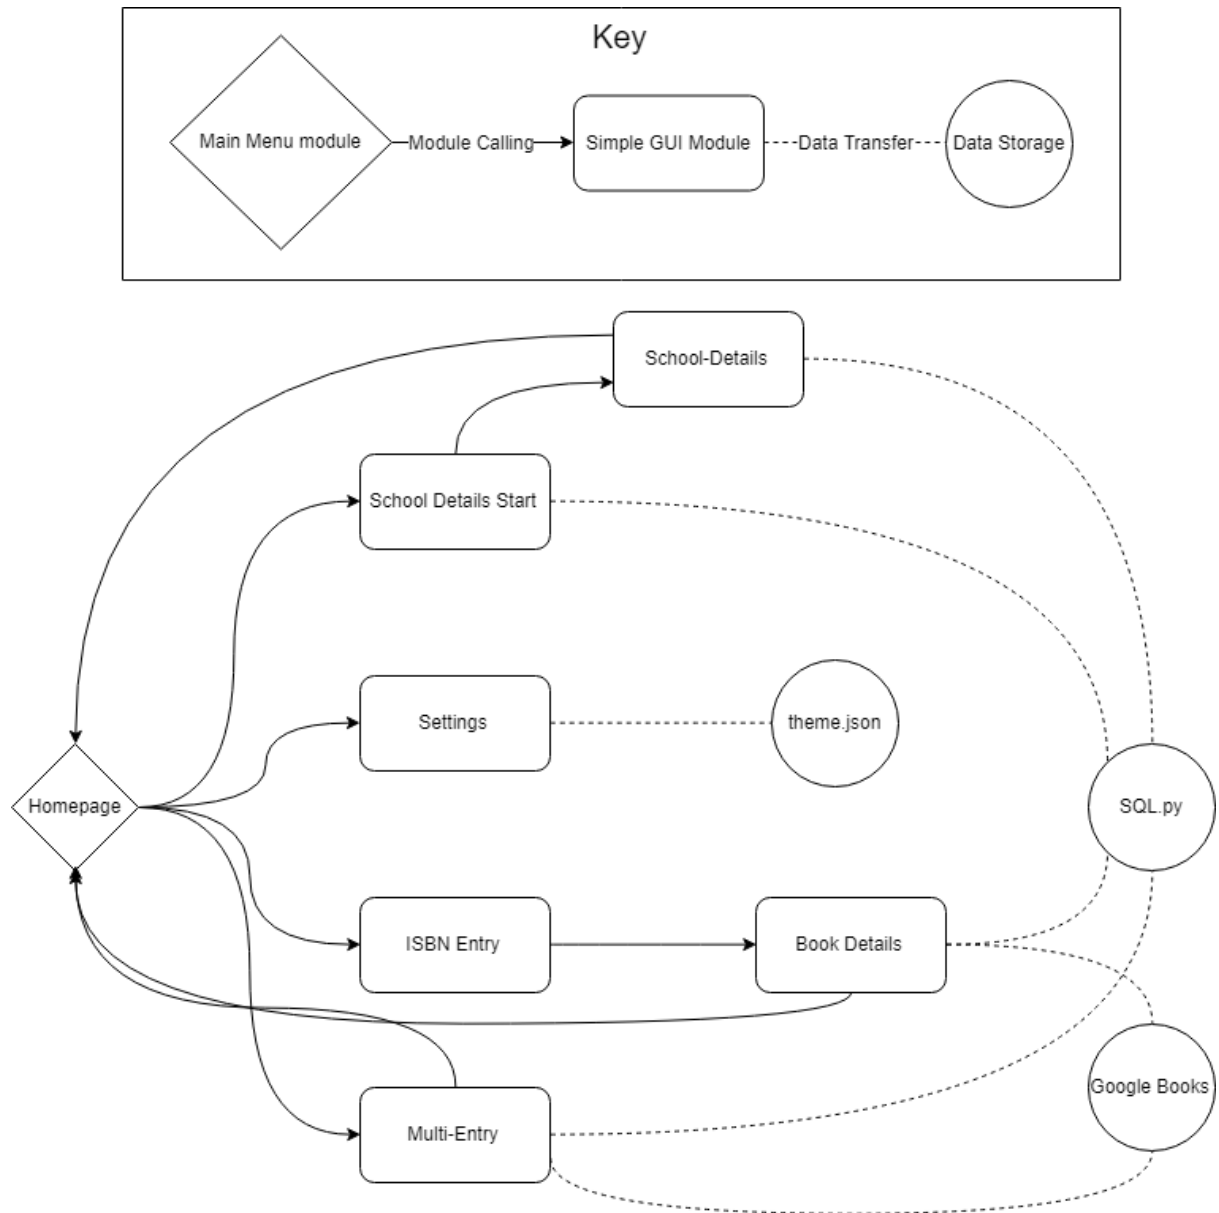 Key
Main Menu module
Module Calling
Simple GUI Module
Data Transfer
Data Storage
School-Details
School Details Start
Settings
theme.json
Homepage
SQL.py
ISBN Entry
Book Details
Google Books
Multi-Entry